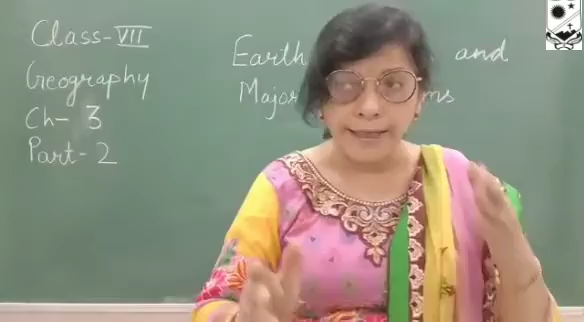 Class-VII
Geography
Ch- 3
Part- 2
Earth and
Major ms